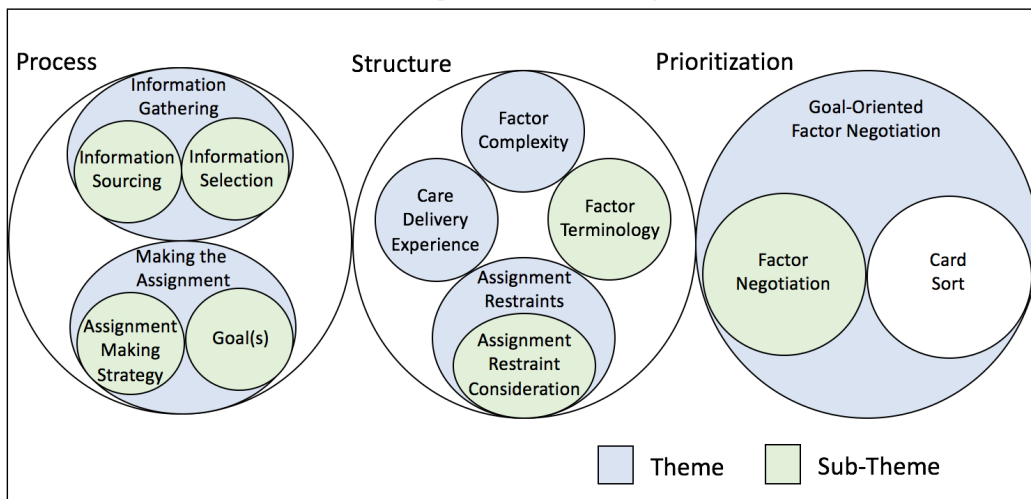 Process
Information
Gathering
Information
Sourcing
Information
Selection
Making the
Assignment
Assignment
Making
Strategy
Goal(s)
Structure
Factor
Complexity
Care
Delivery
Experience
Factor
Terminology
Assignment
Restraints
Assignment
Restraint
Consideration
Prioritization
Goal-Oriented
Factor Negotiation
Factor
Negotiation
Card
Sort
Theme
Sub-Theme